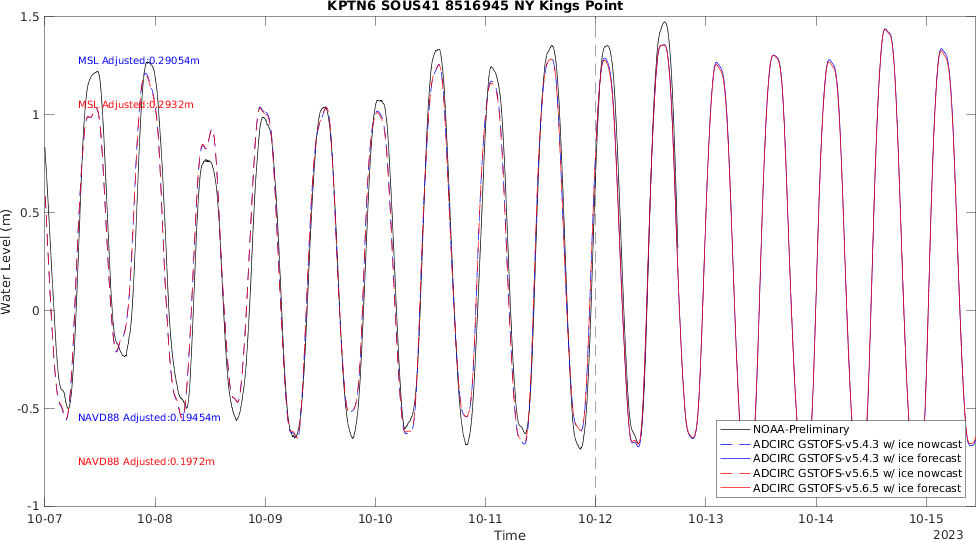 KPTN6 SOUS41 8516945 NY Kings Point
1.5
1
0.5
0
-0.5
-1
Water Level (m)
MSL Adjusted:0.29054m
MSL Adjusted:0.2932m
NAVD88 Adjusted:0.19454m
NAVD88 Adjusted:0.1972m
NOAA-Preliminary
ADCIRC GSTOFS-v5.4.3 w/ ice nowcast
ADCIRC GSTOFS-v5.4.3 w/ ice forecast
ADCIRC GSTOFS-v5.6.5 w/ ice nowcast
ADCIRC GSTOFS-v5.6.5 w/ ice forecast
10-07 10-08 10-09 10-10 10-11 10-12 10-13 10-14 10-15
Time
2023